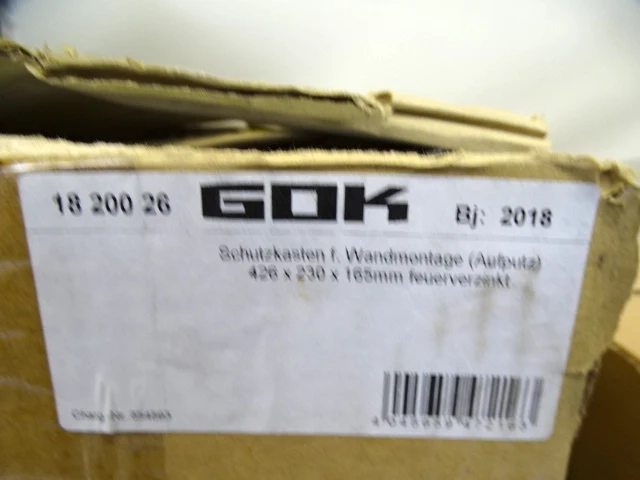 18 200 26 GOK Bj: 2018
Schutzkasten f. Wandmontage (Aufputz)
426 x 230 x 165mm feuerverzinkt